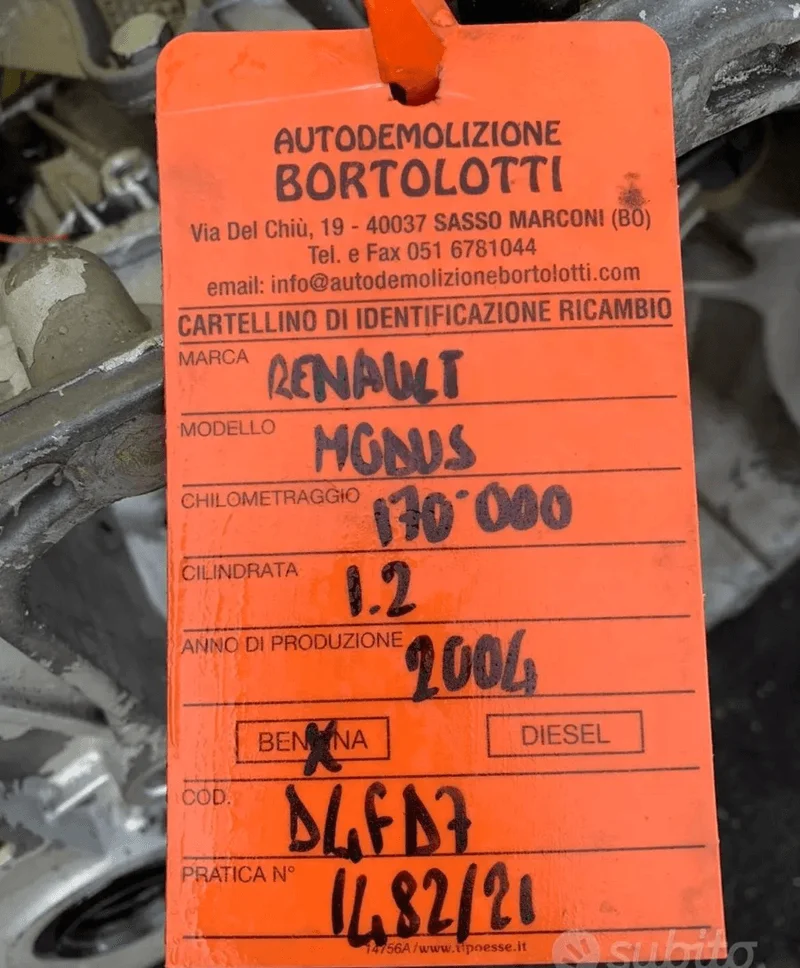 AUTODEMOLIZIONE
BORTOLOTTI
Via Del Chiù, 19 - 40037 SASSO MARCONI (BO)
Tel. e Fax 051 6781044
email: info@autodemolizionebortolotti.com
CARTELLINO DI IDENTIFICAZIONE RICAMBIO
MARCA RENAULT
MODELLO MODUS
CHILOMETRAGGIO 170'000
CILINDRATA 1.2
ANNO DI PRODUZIONE 2004
BENZINA X DIESEL
COD. D4FD7
PRATICA N° 1482/21
14756A/www.tipoesse.it
subito